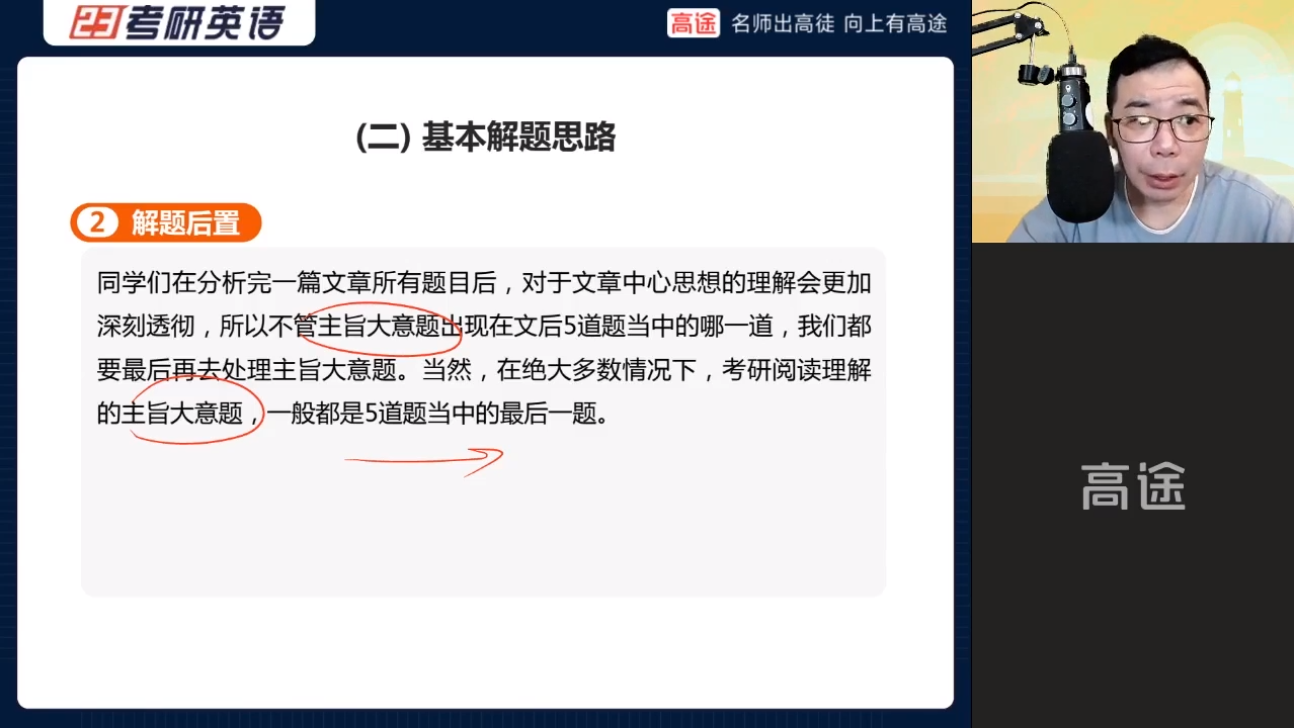 23考研英语
高途 名师出高徒 向上有高途
(二) 基本解题思路
2 解题后置
同学们在分析完一篇文章所有题目后，对于文章中心思想的理解会更加
深刻透彻，所以不管主旨大意题出现在文后5道题当中的哪一道，我们都
要最后再去处理主旨大意题。当然，在绝大多数情况下，考研阅读理解
的主旨大意题，一般都是5道题当中的最后一题。
高途